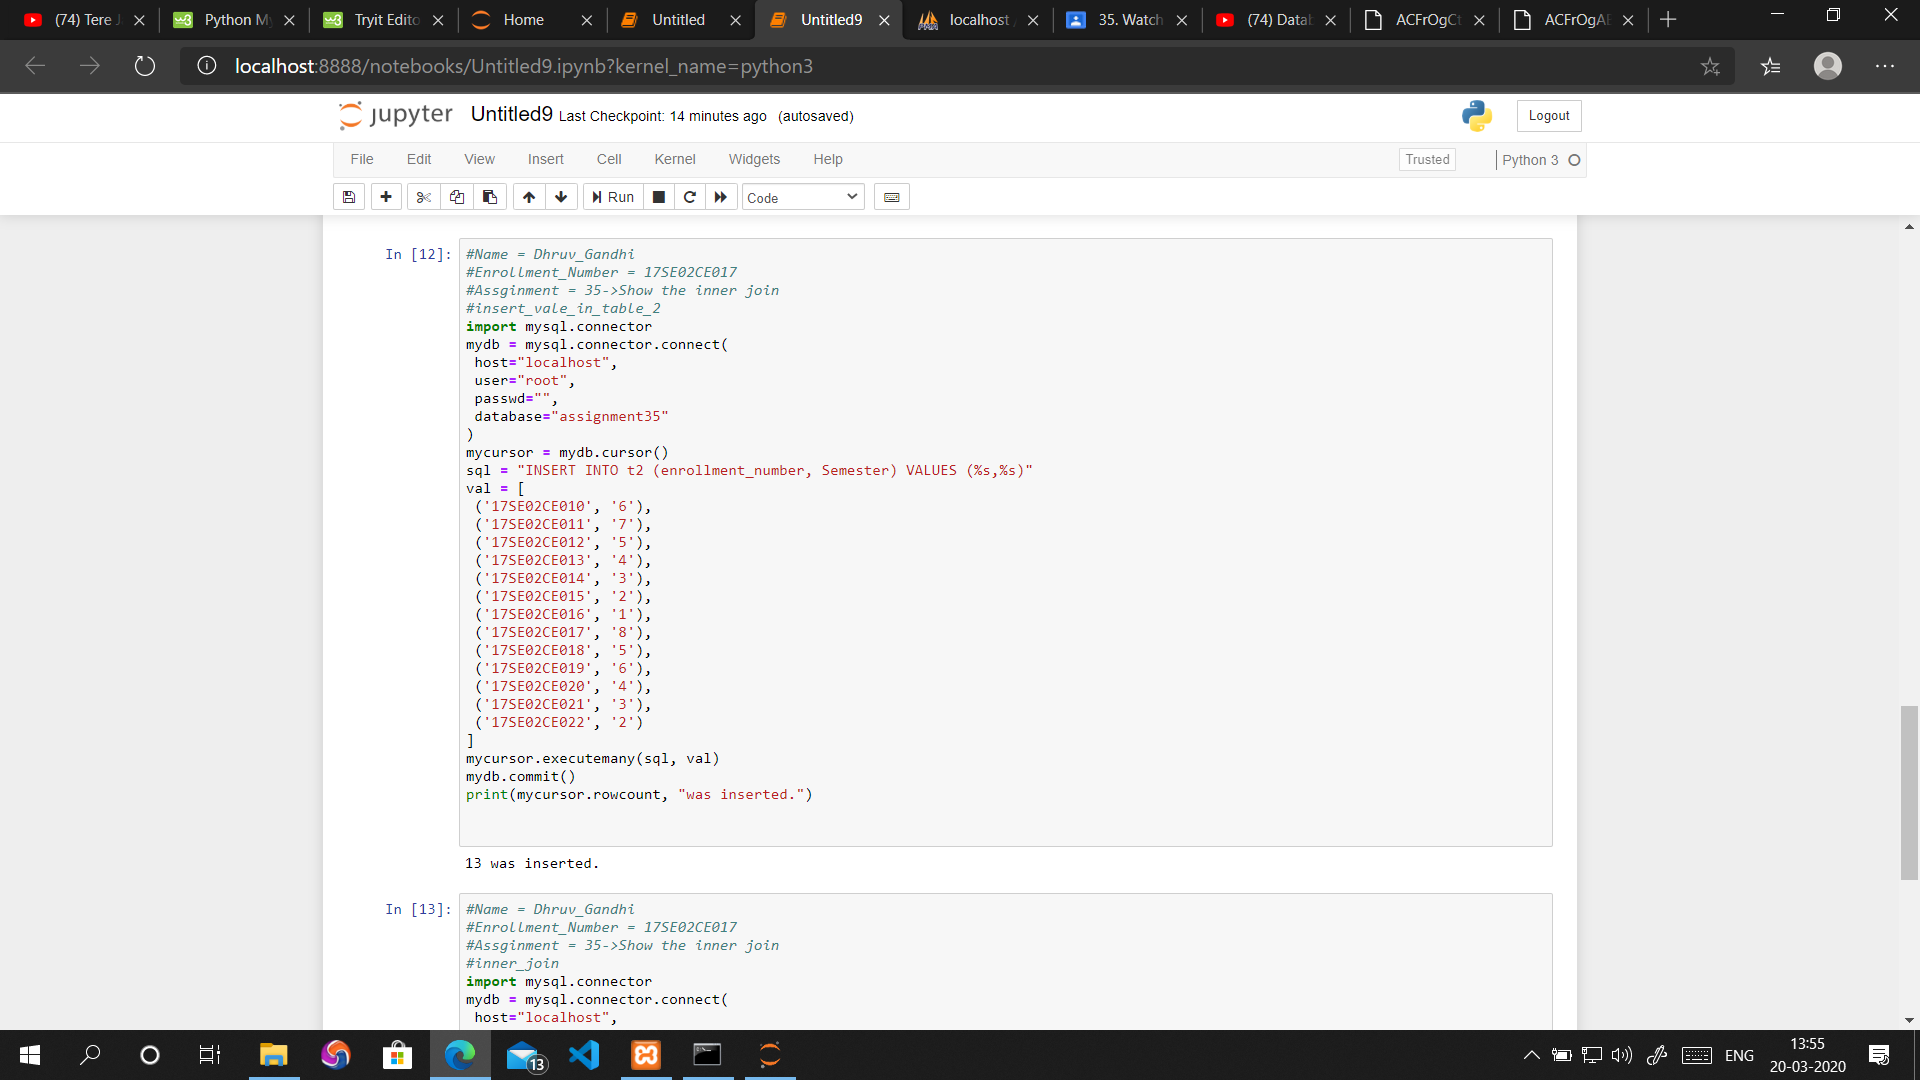 (74) Tere J
Python My
Tryit Edito
Home
Untitled
Untitled9
localhost /
35. Watch
(74) Datab
ACFrOgCt
ACFrOgAE
localhost:8888/notebooks/Untitled9.ipynb?kernel_name=python3
jupyter Untitled9 Last Checkpoint: 14 minutes ago (autosaved)
Logout
File Edit View Insert Cell Kernel Widgets Help
Trusted
Python 3
Run
Code
In [12]:
#Name = Dhruv_Gandhi
#Enrollment_Number = 17SE02CE017
#Assginment = 35->Show the inner join
#insert_vale_in_table_2
import mysql.connector
mydb = mysql.connector.connect(
host="localhost",
user="root",
passwd="",
database="assignment35"
)
mycursor = mydb.cursor()
sql = "INSERT INTO t2 (enrollment_number, Semester) VALUES (%s,%s)"
val = [
('17SE02CE010', '6'),
('17SE02CE011', '7'),
('17SE02CE012', '5'),
('17SE02CE013', '4'),
('17SE02CE014', '3'),
('17SE02CE015', '2'),
('17SE02CE016', '1'),
('17SE02CE017', '8'),
('17SE02CE018', '5'),
('17SE02CE019', '6'),
('17SE02CE020', '4'),
('17SE02CE021', '3'),
('17SE02CE022', '2')
]
mycursor.executemany(sql, val)
mydb.commit()
print(mycursor.rowcount, "was inserted.")
13 was inserted.
In [13]:
#Name = Dhruv_Gandhi
#Enrollment_Number = 17SE02CE017
#Assginment = 35->Show the inner join
#inner_join
import mysql.connector
mydb = mysql.connector.connect(
host="localhost",
13
ENG
13:55
20-03-2020